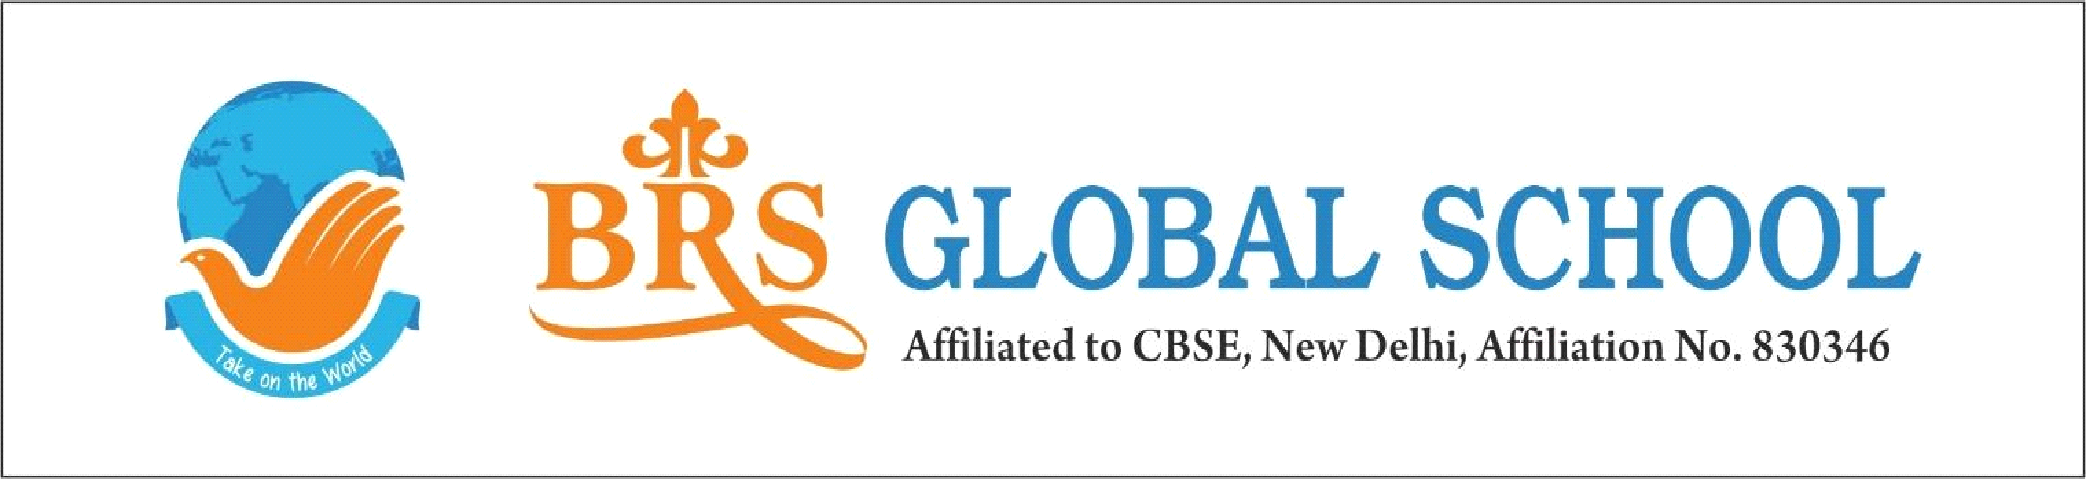 BRS GLOBAL SCHOOL
Affiliated to CBSE, New Delhi, Affiliation No. 830346
Take on the World